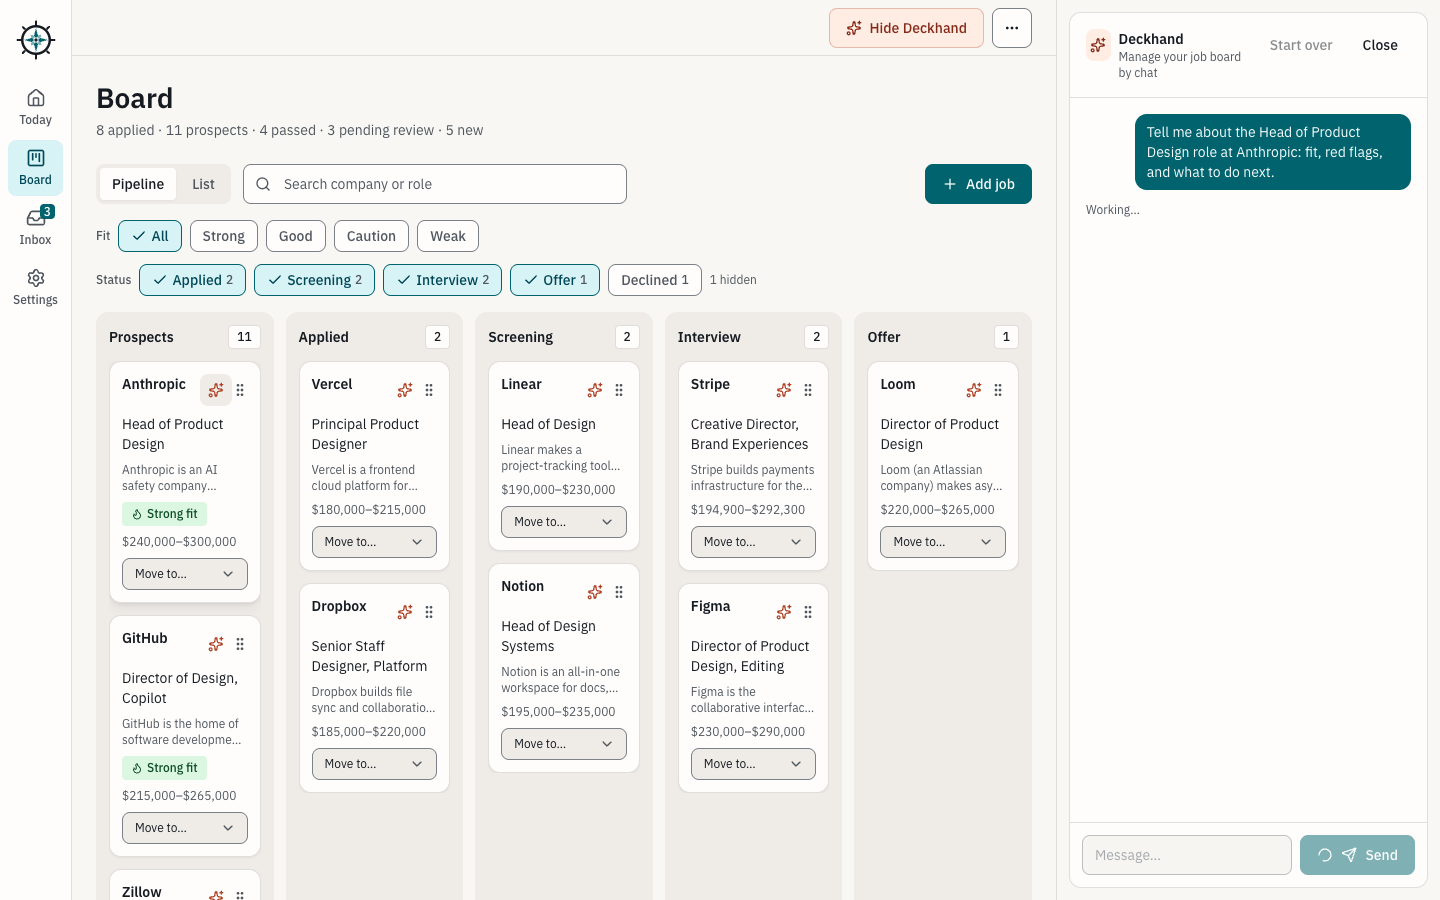 Hide Deckhand
Today
Board
3
Inbox
Settings
Board
8 applied · 11 prospects · 4 passed · 3 pending review · 5 new
Pipeline
List
Search company or role
Add job
Fit
All
Strong
Good
Caution
Weak
Status
Applied 2
Screening 2
Interview 2
Offer 1
Declined 1
1 hidden
Prospects
11
Anthropic
Head of Product
Design
Anthropic is an AI
safety company...
Strong fit
$240,000–$300,000
Move to...
GitHub
Director of Design,
Copilot
GitHub is the home of
software developme...
Strong fit
$215,000–$265,000
Move to...
Zillow
Applied
2
Vercel
Principal Product
Designer
Vercel is a frontend
cloud platform for...
$180,000–$215,000
Move to...
Dropbox
Senior Staff
Designer, Platform
Dropbox builds file
sync and collaboratio...
$185,000–$220,000
Move to...
Screening
2
Linear
Head of Design
Linear makes a
project-tracking tool...
$190,000–$230,000
Move to...
Notion
Head of Design
Systems
Notion is an all-in-one
workspace for docs,...
$195,000–$235,000
Move to...
Interview
2
Stripe
Creative Director,
Brand Experiences
Stripe builds payments
infrastructure for the...
$194,900–$292,300
Move to...
Figma
Director of Product
Design, Editing
Figma is the
collaborative interfac...
$230,000–$290,000
Move to...
Offer
1
Loom
Director of Product
Design
Loom (an Atlassian
company) makes asy...
$220,000–$265,000
Move to...
Deckhand
Manage your job board
by chat
Start over
Close
Tell me about the Head of Product
Design role at Anthropic: fit, red flags,
and what to do next.
Working...
Message...
Send